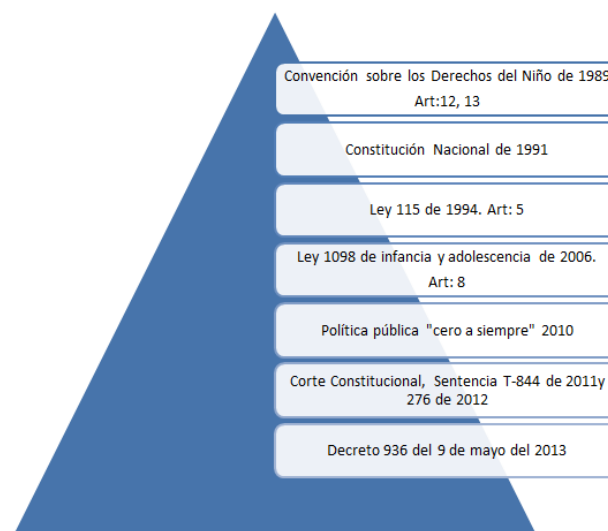 Convención sobre los Derechos del Niño de 1989
Art:12, 13
Constitución Nacional de 1991
Ley 115 de 1994. Art: 5
Ley 1098 de infancia y adolescencia de 2006.
Art: 8
Política pública "cero a siempre" 2010
Corte Constitucional, Sentencia T-844 de 2011y
276 de 2012
Decreto 936 del 9 de mayo del 2013